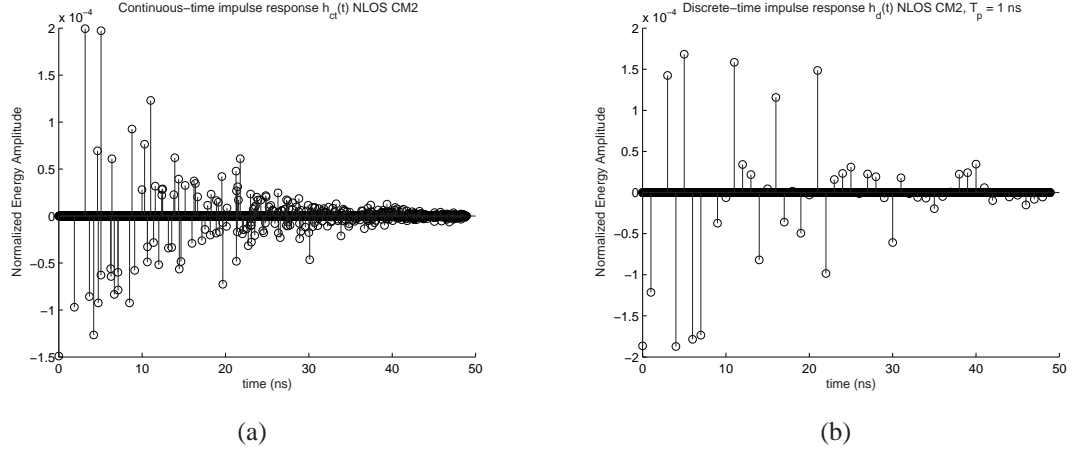 Continuous−time impulse response h_ct(t) NLOS CM2
x 10^−4
2
1.5
1
0.5
0
−0.5
−1
−1.5
0 10 20 30 40 50
Normalized Energy Amplitude
time (ns)
(a)
Discrete−time impulse response h_d(t) NLOS CM2, T_p = 1 ns
x 10^−4
2
1.5
1
0.5
0
−0.5
−1
−1.5
−2
0 10 20 30 40 50
Normalized Energy Amplitude
time (ns)
(b)